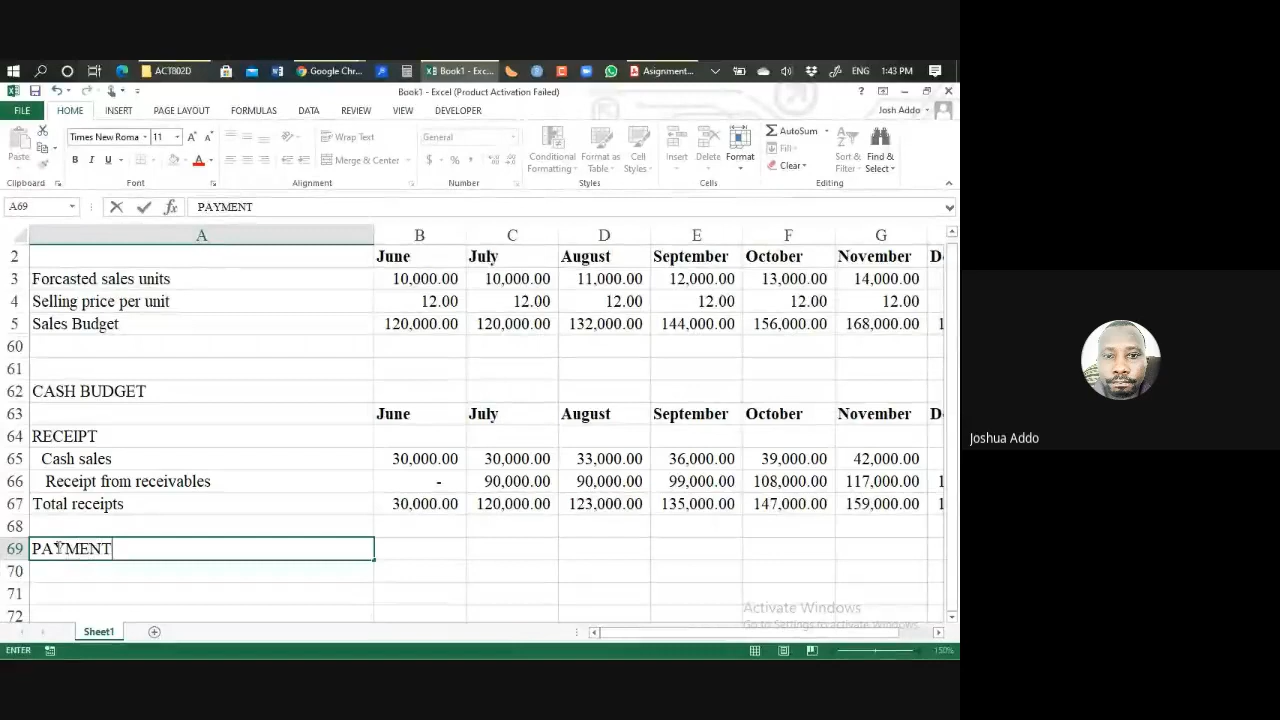 ACT802D
Google Chr...
Book1 - Exc...
Asignment...
ENG
1:43 PM
Book1 - Excel (Product Activation Failed)
FILE
HOME
INSERT
PAGE LAYOUT
FORMULAS
DATA
REVIEW
VIEW
DEVELOPER
Josh Addo
Paste
Times New Roma
11
Wrap Text
Merge & Center
General
Conditional Formatting
Format as Table
Cell Styles
Insert
Delete
Format
AutoSum
Fill
Clear
Sort & Filter
Find & Select
Clipboard
Font
Alignment
Number
Styles
Cells
Editing
A69
PAYMENT
A B C D E F G
2 June July August September October November D
3 Forcasted sales units 10,000.00 10,000.00 11,000.00 12,000.00 13,000.00 14,000.00
4 Selling price per unit 12.00 12.00 12.00 12.00 12.00 12.00
5 Sales Budget 120,000.00 120,000.00 132,000.00 144,000.00 156,000.00 168,000.00 1
60
61
62 CASH BUDGET
63 June July August September October November D
64 RECEIPT
65 Cash sales 30,000.00 30,000.00 33,000.00 36,000.00 39,000.00 42,000.00
66 Receipt from receivables - 90,000.00 90,000.00 99,000.00 108,000.00 117,000.00 1
67 Total receipts 30,000.00 120,000.00 123,000.00 135,000.00 147,000.00 159,000.00 1
68
69 PAYMENT
70
71
72
Activate Windows
Go to Settings to activate Windows.
Sheet1
ENTER
150%
Joshua Addo